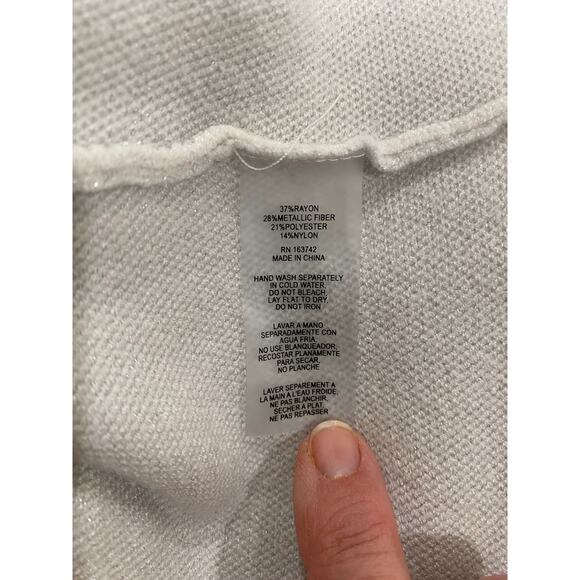 37%RAYON
28%METALLIC FIBER
21%POLYESTER
14%NYLON
RN 163742
MADE IN CHINA
HAND WASH SEPARATELY
IN COLD WATER,
DO NOT BLEACH,
LAY FLAT TO DRY,
DO NOT IRON
LAVAR A MANO
SEPARADAMENTE CON
AGUA FRIA,
NO USE BLANQUEADOR,
RECOSTAR PLANAMENTE
PARA SECAR,
NO PLANCHE
LAVER SEPAREMENT A
LA MAIN A L'EAU FROIDE,
NE PAS BLANCHIR,
SECHER A PLAT,
NE PAS REPASSER